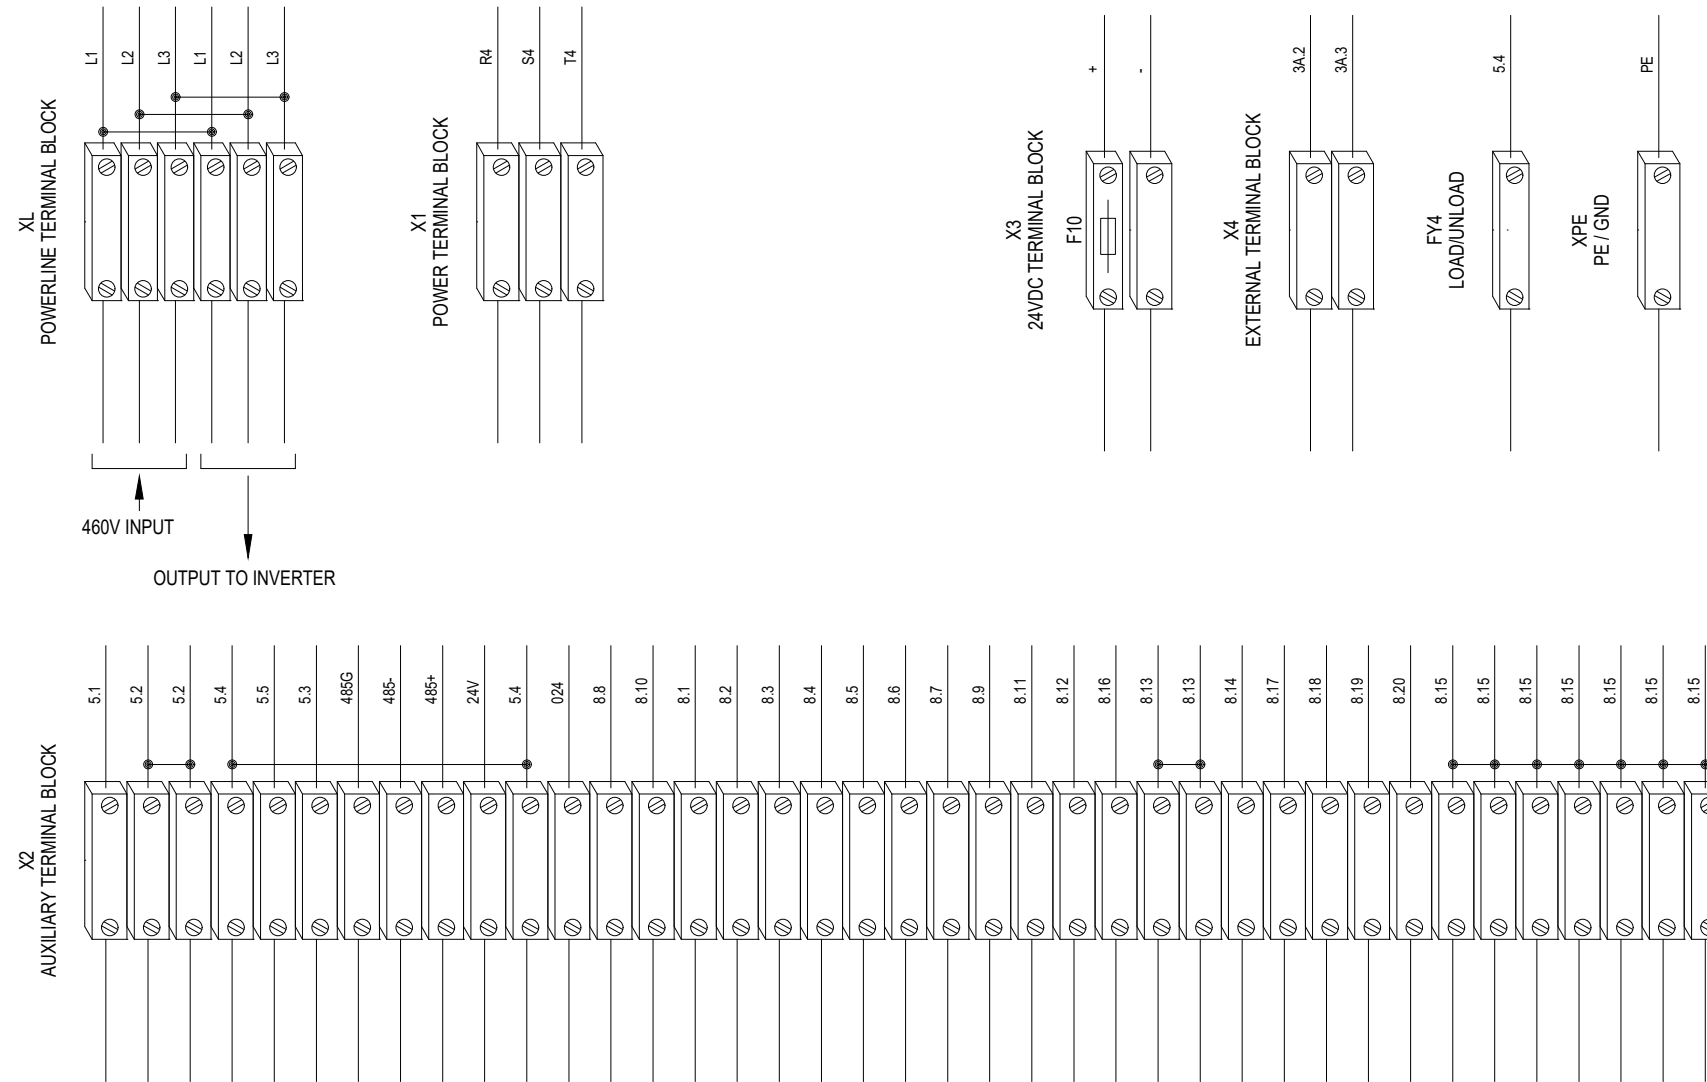 XL
POWERLINE TERMINAL BLOCK
L1
L2
L3
L1
L2
L3
460V INPUT
OUTPUT TO INVERTER
X1
POWER TERMINAL BLOCK
R4
S4
T4
X3
24VDC TERMINAL BLOCK
F10
+
-
X4
EXTERNAL TERMINAL BLOCK
3A.2
3A.3
FY4
LOAD/UNLOAD
5.4
XPE
PE / GND
PE
X2
AUXILIARY TERMINAL BLOCK
5.1
5.2
5.2
5.4
5.5
5.3
485G
485-
485+
24V
5.4
024
8.8
8.10
8.1
8.2
8.3
8.4
8.5
8.6
8.7
8.9
8.11
8.12
8.16
8.13
8.13
8.14
8.17
8.18
8.19
8.20
8.15
8.15
8.15
8.15
8.15
8.15
8.15